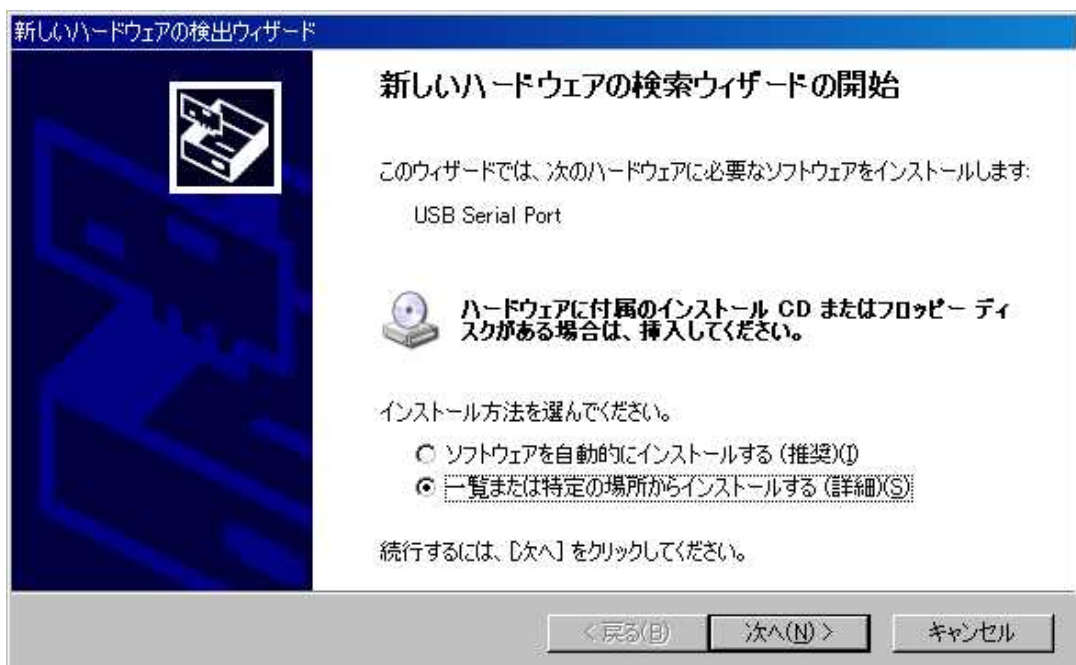 新しいハードウェアの検出ウィザード
新しいハードウェアの検索ウィザードの開始
このウィザードでは、次のハードウェアに必要なソフトウェアをインストールします:
USB Serial Port
ハードウェアに付属のインストール CD またはフロッピー ディ
スクがある場合は、挿入してください。
インストール方法を選んでください。
ソフトウェアを自動的にインストールする (推奨)(I)
一覧または特定の場所からインストールする (詳細)(S)
続行するには、[次へ] をクリックしてください。
< 戻る(B)
次へ(N) >
キャンセル